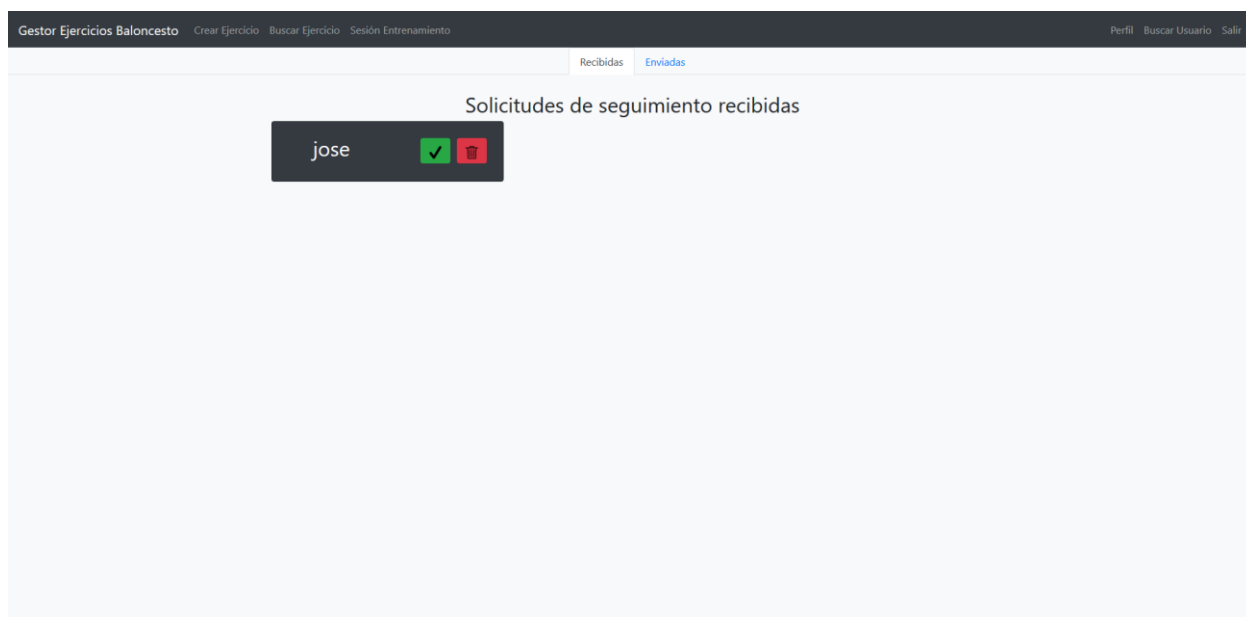 Gestor Ejercicios Baloncesto Crear Ejercicio Buscar Ejercicio Sesión Entrenamiento Perfil Buscar Usuario Salir
Recibidas Enviadas
Solicitudes de seguimiento recibidas
jose